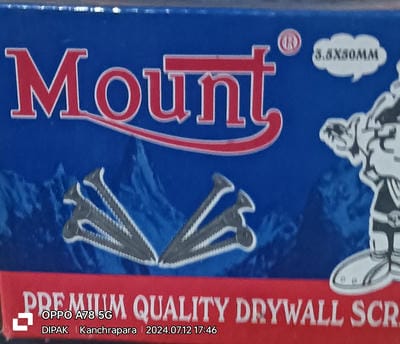 Mount ®
3.5X50MM
PREMIUM QUALITY DRYWALL SCR
OPPO A78 5G
DIPAK Kanchrapara 2024.07.12 17:46